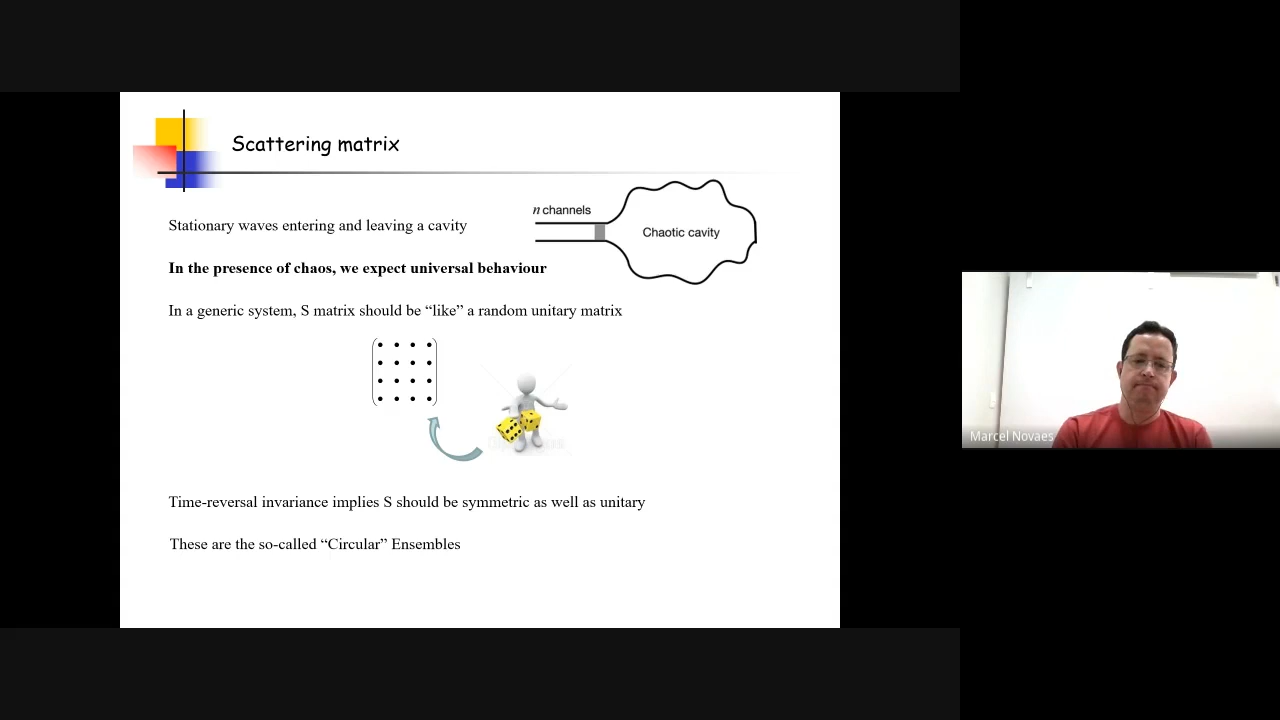 Scattering matrix
n channels
Stationary waves entering and leaving a cavity
Chaotic cavity
In the presence of chaos, we expect universal behaviour
In a generic system, S matrix should be “like” a random unitary matrix
Time-reversal invariance implies S should be symmetric as well as unitary
These are the so-called “Circular” Ensembles
Marcel Novaes